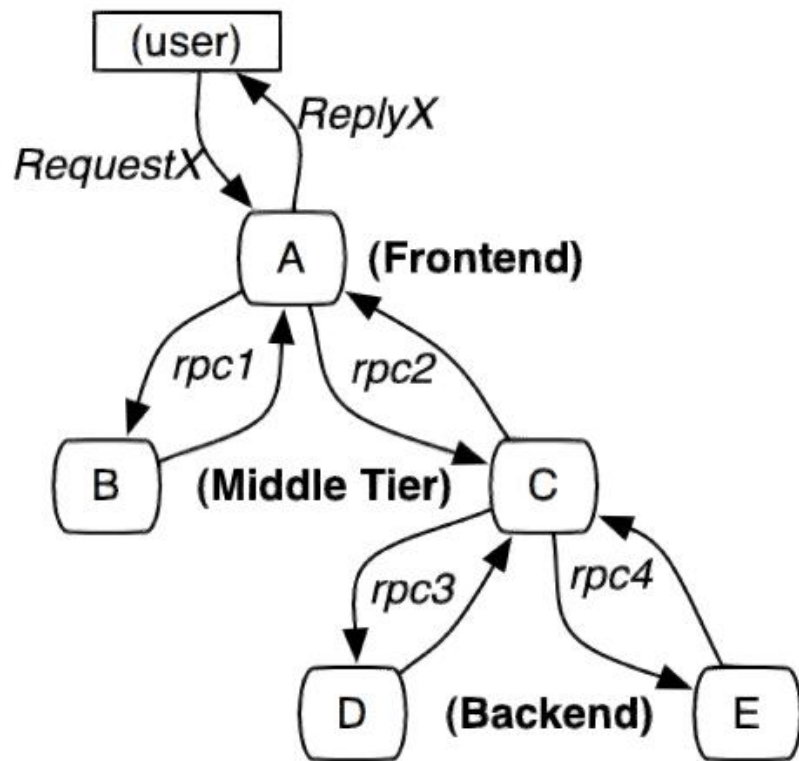 (user)
ReplyX
RequestX
A (Frontend)
rpc1 rpc2
B (Middle Tier) C
rpc3 rpc4
D (Backend) E